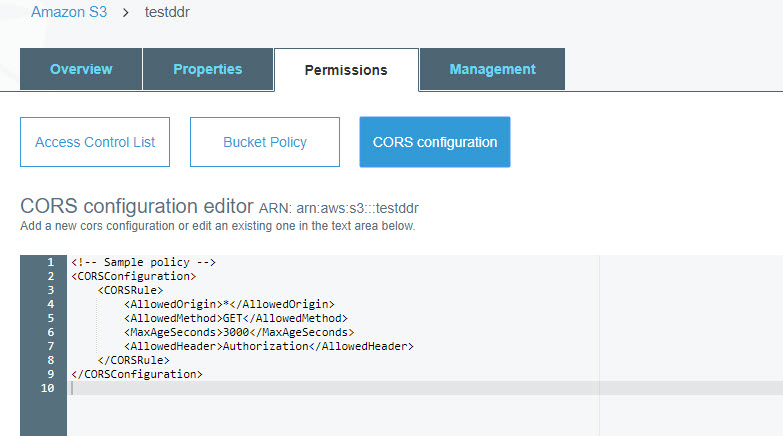 Amazon S3 > testddr
Overview Properties Permissions Management
Access Control List Bucket Policy CORS configuration
CORS configuration editor ARN: arn:aws:s3:::testddr
Add a new cors configuration or edit an existing one in the text area below.
1 <!-- Sample policy -->
2 <CORSConfiguration>
3 <CORSRule>
4 <AllowedOrigin>*</AllowedOrigin>
5 <AllowedMethod>GET</AllowedMethod>
6 <MaxAgeSeconds>3000</MaxAgeSeconds>
7 <AllowedHeader>Authorization</AllowedHeader>
8 </CORSRule>
9 </CORSConfiguration>
10